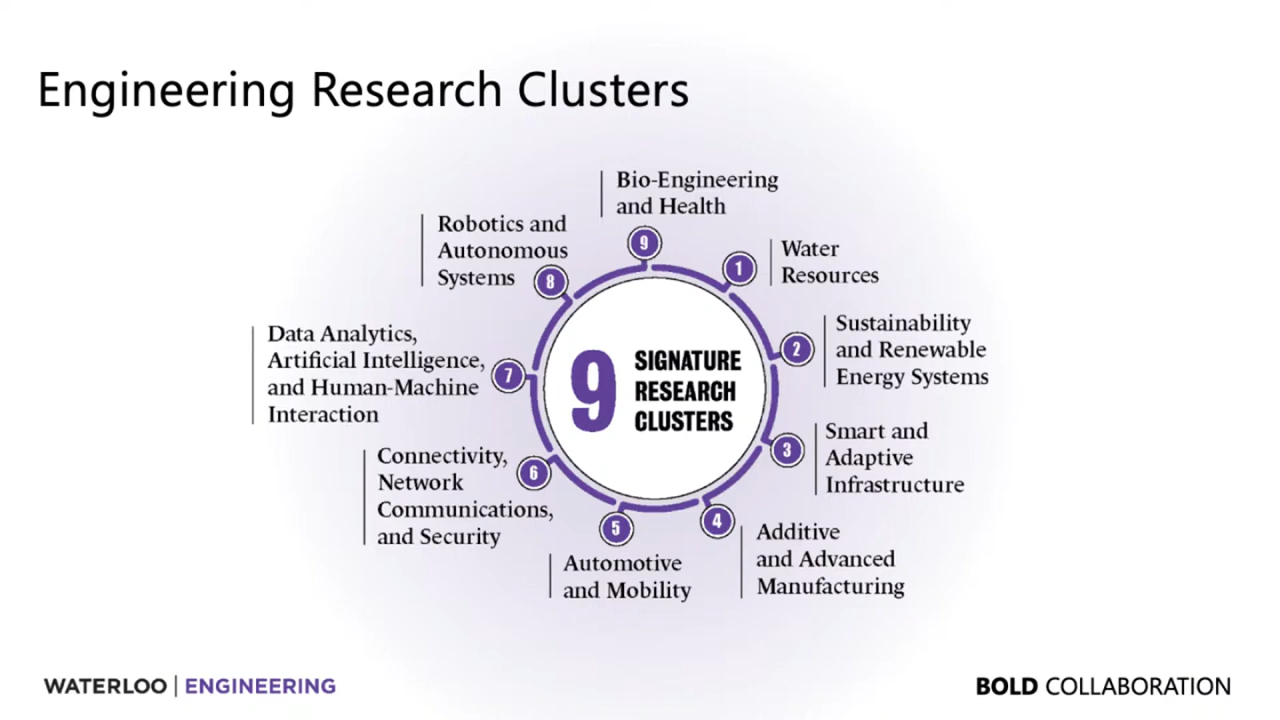 Engineering Research Clusters
9
Bio-Engineering
and Health
1
Water
Resources
2
Sustainability
and Renewable
Energy Systems
3
Smart and
Adaptive
Infrastructure
4
Additive
and Advanced
Manufacturing
5
Automotive
and Mobility
6
Connectivity,
Network
Communications,
and Security
7
Data Analytics,
Artificial Intelligence,
and Human-Machine
Interaction
8
Robotics and
Autonomous
Systems
9
SIGNATURE
RESEARCH
CLUSTERS
WATERLOO | ENGINEERING
BOLD COLLABORATION